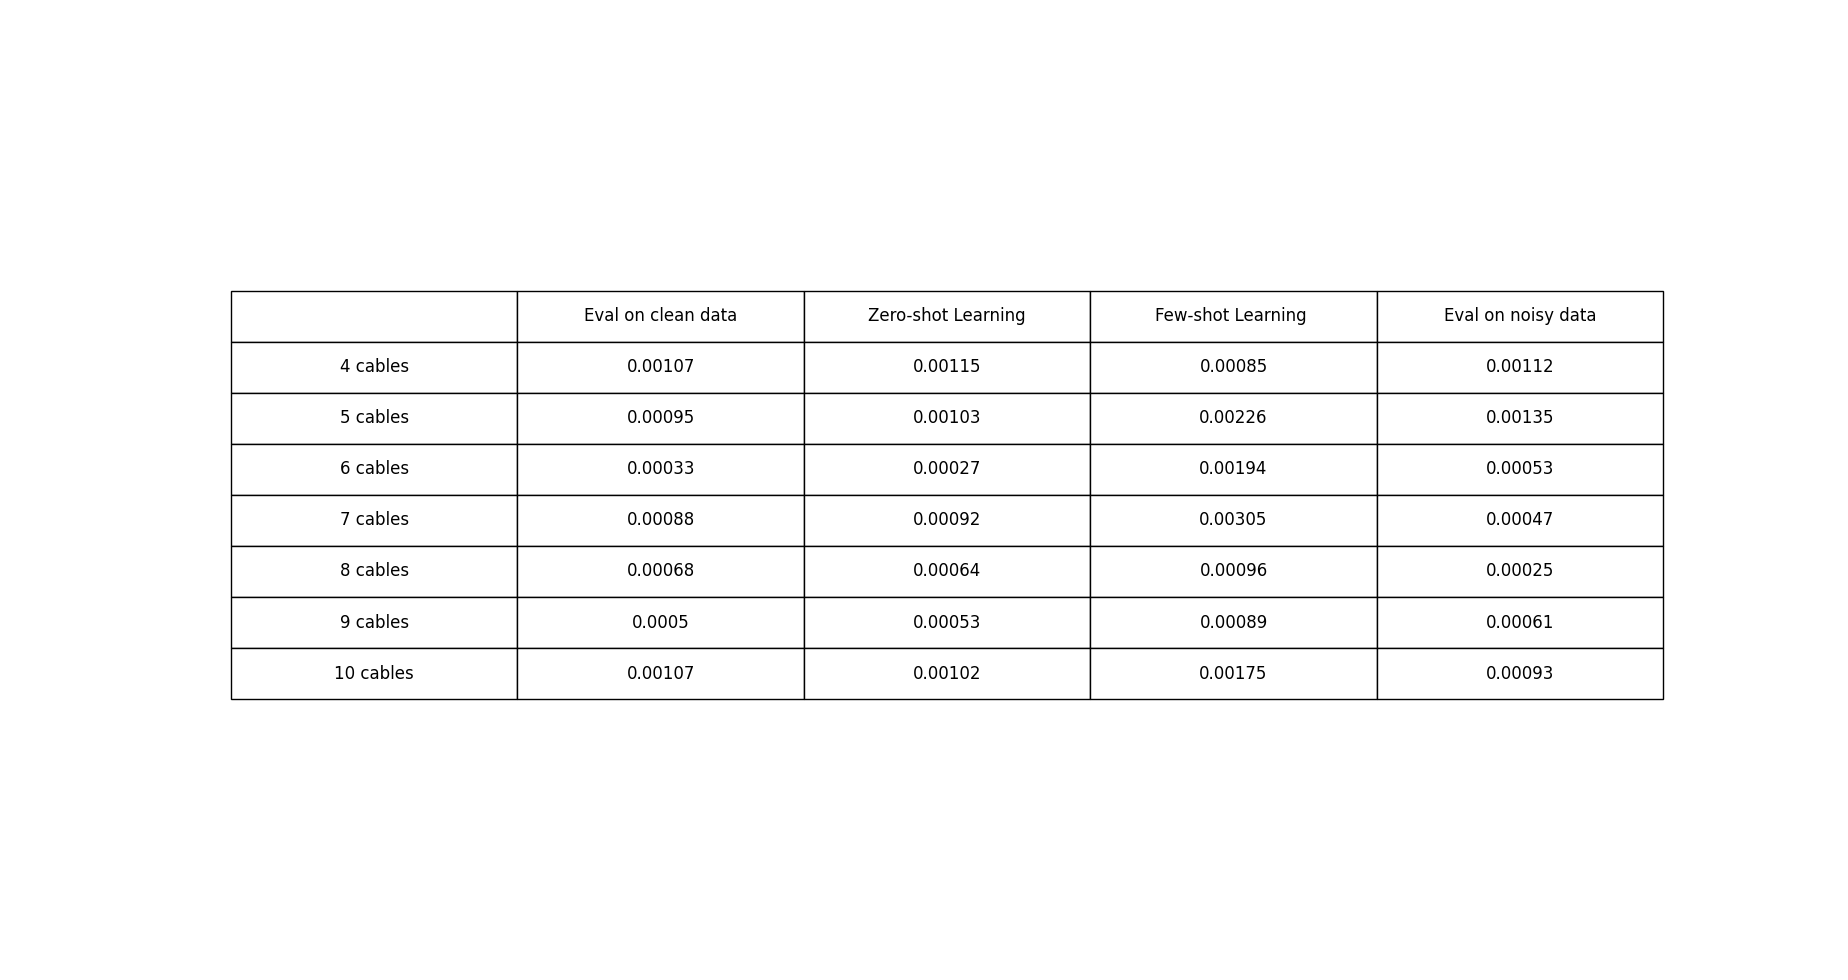 Eval on clean data Zero-shot Learning Few-shot Learning Eval on noisy data
4 cables 0.00107 0.00115 0.00085 0.00112
5 cables 0.00095 0.00103 0.00226 0.00135
6 cables 0.00033 0.00027 0.00194 0.00053
7 cables 0.00088 0.00092 0.00305 0.00047
8 cables 0.00068 0.00064 0.00096 0.00025
9 cables 0.0005 0.00053 0.00089 0.00061
10 cables 0.00107 0.00102 0.00175 0.00093